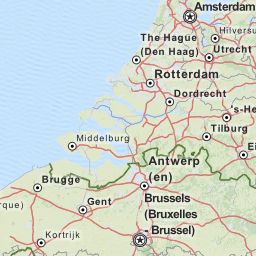 Amsterdam
Hilversu
The Hague
(Den Haag)
Utrecht
Rotterdam
Dordrecht
's-He
Tilburg
Middelburg
Ei
Antwerp
(en)
Brugge
Brussels
(Bruxelles
- Brussel)
rque)
Gent
Kortrijk